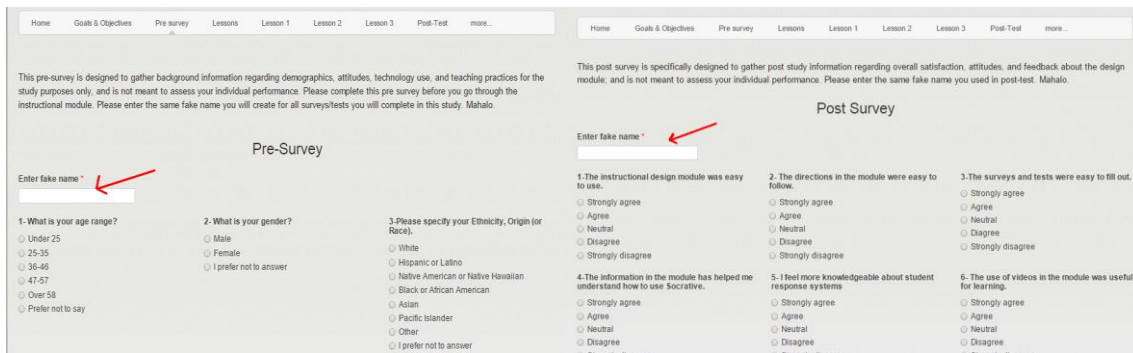 Home Goals & Objectives Pre survey Lessons Lesson 1 Lesson 2 Lesson 3 Post-Test more...
This pre-survey is designed to gather background information regarding demographics, attitudes, technology use, and teaching practices for the
study purposes only, and is not meant to assess your individual performance. Please complete this pre survey before you go through the
instructional module. Please enter the same fake name you will create for all surveys/tests you will complete in this study. Mahalo.
Pre-Survey
Enter fake name *
1- What is your age range?
Under 25
25-35
36-46
47-57
Over 58
Prefer not to say
2- What is your gender?
Male
Female
I prefer not to answer
3-Please specify your Ethnicity, Origin (or
Race).
White
Hispanic or Latino
Native American or Native Hawaiian
Black or African American
Asian
Pacific Islander
Other
I prefer not to answer
Home Goals & Objectives Pre survey Lessons Lesson 1 Lesson 2 Lesson 3 Post-Test more...
This post survey is specifically designed to gather post study information regarding overall satisfaction, attitudes, and feedback about the design
module; and is not meant to assess your individual performance. Please enter the same fake name you used in post-test. Mahalo.
Post Survey
Enter fake name *
1-The instructional design module was easy
to use.
Strongly agree
Agree
Neutral
Disagree
Strongly disagree
2- The directions in the module were easy to
follow.
Strongly agree
Agree
Neutral
Disagree
Strongly disagree
3-The surveys and tests were easy to fill out.
Strongly agree
Agree
Neutral
Diagree
Strongly disagree
4-The information in the module has helped me
understand how to use Socrative.
Strongly agree
Agree
Neutral
Disagree
5- I feel more knowledgeable about student
response systems
Strongly agree
Agree
Neutral
Disagree
6- The use of videos in the module was useful
for learning.
Strongly agree
Agree
Neutral
Disagree